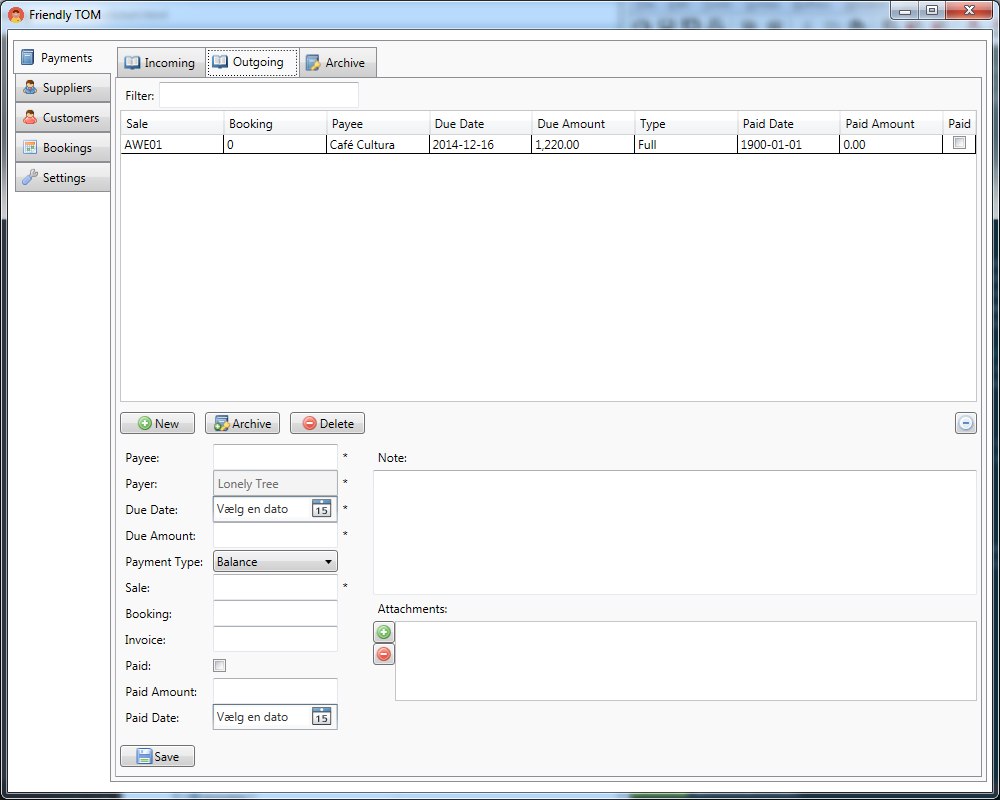 Friendly TOM
Payments
Suppliers
Customers
Bookings
Settings
Incoming Outgoing Archive
Filter:
Sale Booking Payee Due Date Due Amount Type Paid Date Paid Amount Paid
AWE01 0 Café Cultura 2014-12-16 1,220.00 Full 1900-01-01 0.00
New Archive Delete
Payee: *
Payer: Lonely Tree *
Due Date: Vælg en dato 15 *
Due Amount: *
Payment Type: Balance
Sale: *
Booking:
Invoice:
Paid:
Paid Amount:
Paid Date: Vælg en dato 15
Save
Note:
Attachments: